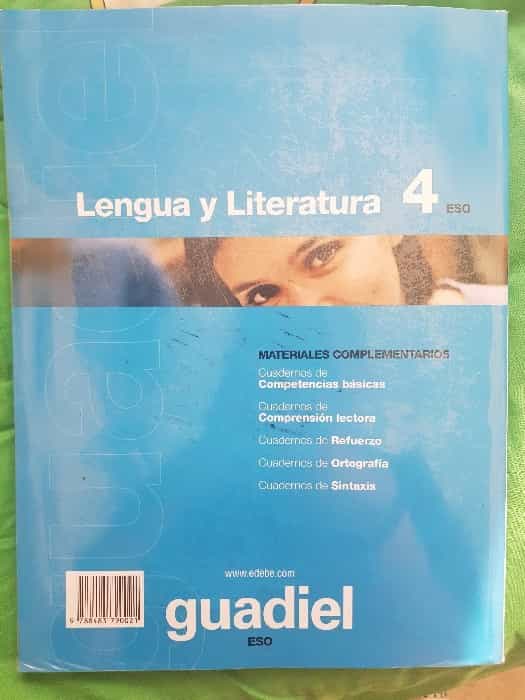 Lengua y Literatura 4 ESO
MATERIALES COMPLEMENTARIOS
Cuadernos de
Competencias básicas
Cuadernos de
Comprensión lectora
Cuadernos de Refuerzo
Cuadernos de Ortografía
Cuadernos de Sintaxis
www.edebe.com
guadiel
ESO
guadiel